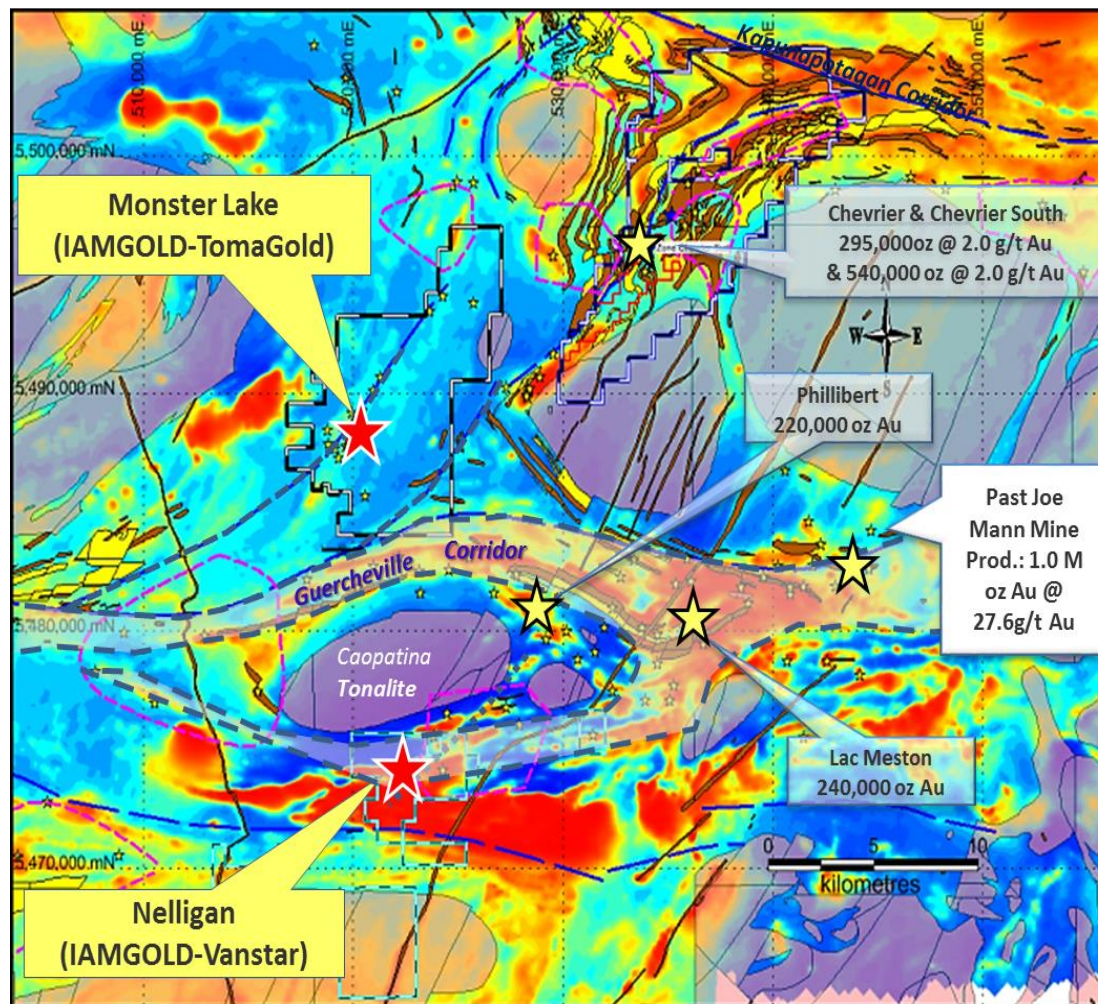 510,000 mE
530,000 mE
Kapunapotagan Corridor
5,500,000 mN
Monster Lake
(IAMGOLD-TomaGold)
Chevrier & Chevrier South
295,000oz @ 2.0 g/t Au
& 540,000 oz @ 2.0 g/t Au
N
W
E
S
5,490,000 mN
Phillibert
220,000 oz Au
Past Joe
Mann Mine
Prod.: 1.0 M
oz Au @
27.6g/t Au
Guercheville Corridor
5,480,000 mN
Caopatina
Tonalite
Lac Meston
240,000 oz Au
5,470,000 mN
0
5
10
kilometres
Nelligan
(IAMGOLD-Vanstar)